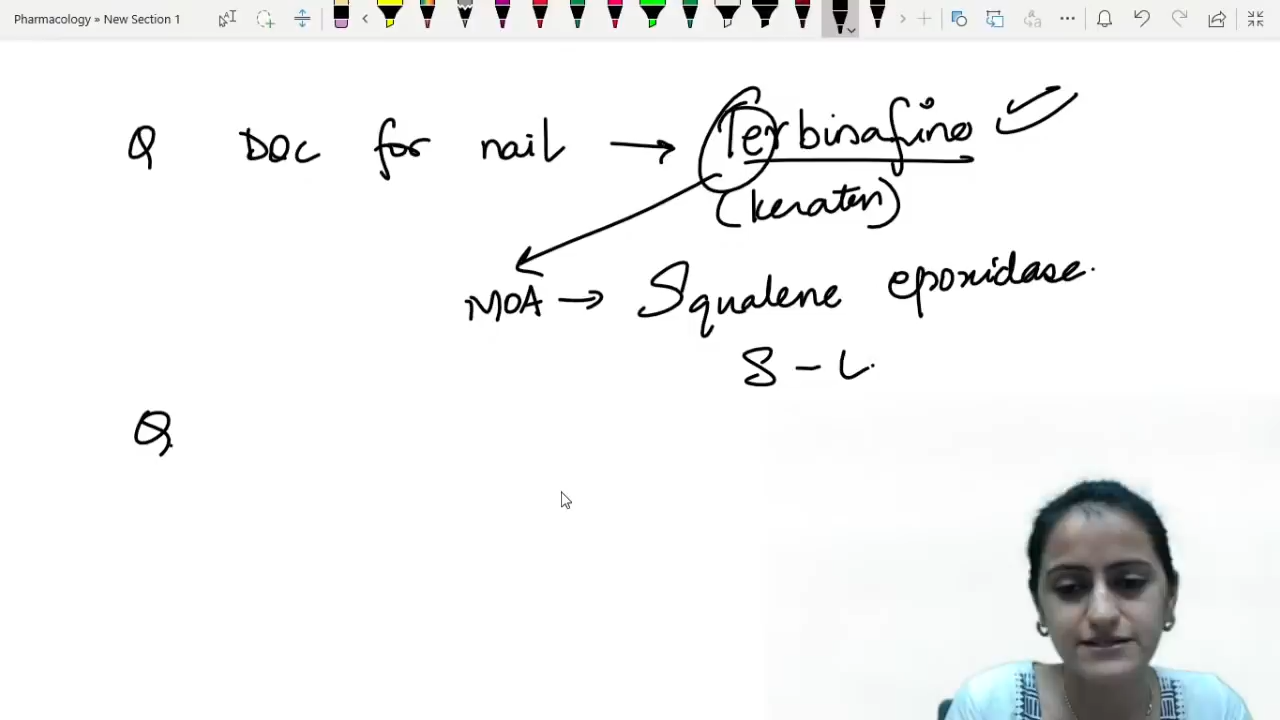 Pharmacology » New Section 1
Q DOC for nail → Terbinafine
(keratin)
MOA → Squalene epoxidase.
S - L
Q